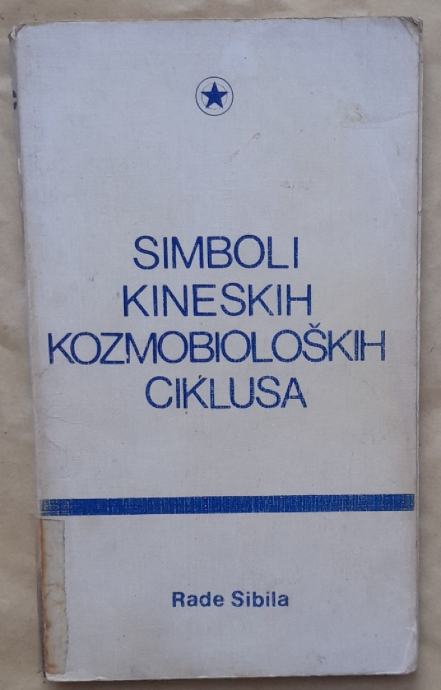 SIMBOLI
KINESKIH
KOZMOBIOLOŠKIH
CIKLUSA
Rade Sibila